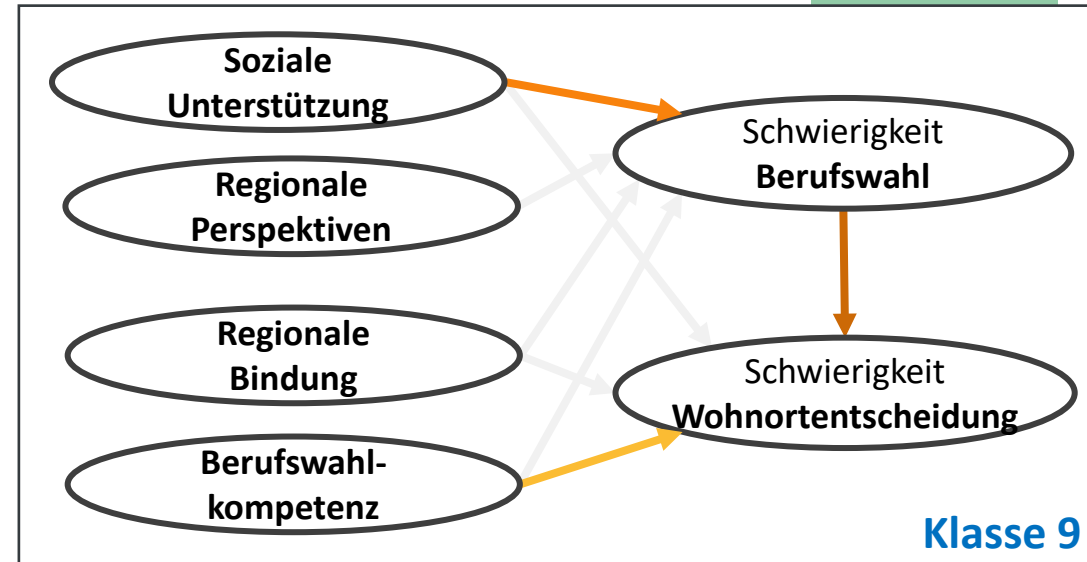 Soziale
Unterstützung
Regionale
Perspektiven
Regionale
Bindung
Berufswahl-
kompetenz
Schwierigkeit
Berufswahl
Schwierigkeit
Wohnortentscheidung
Klasse 9